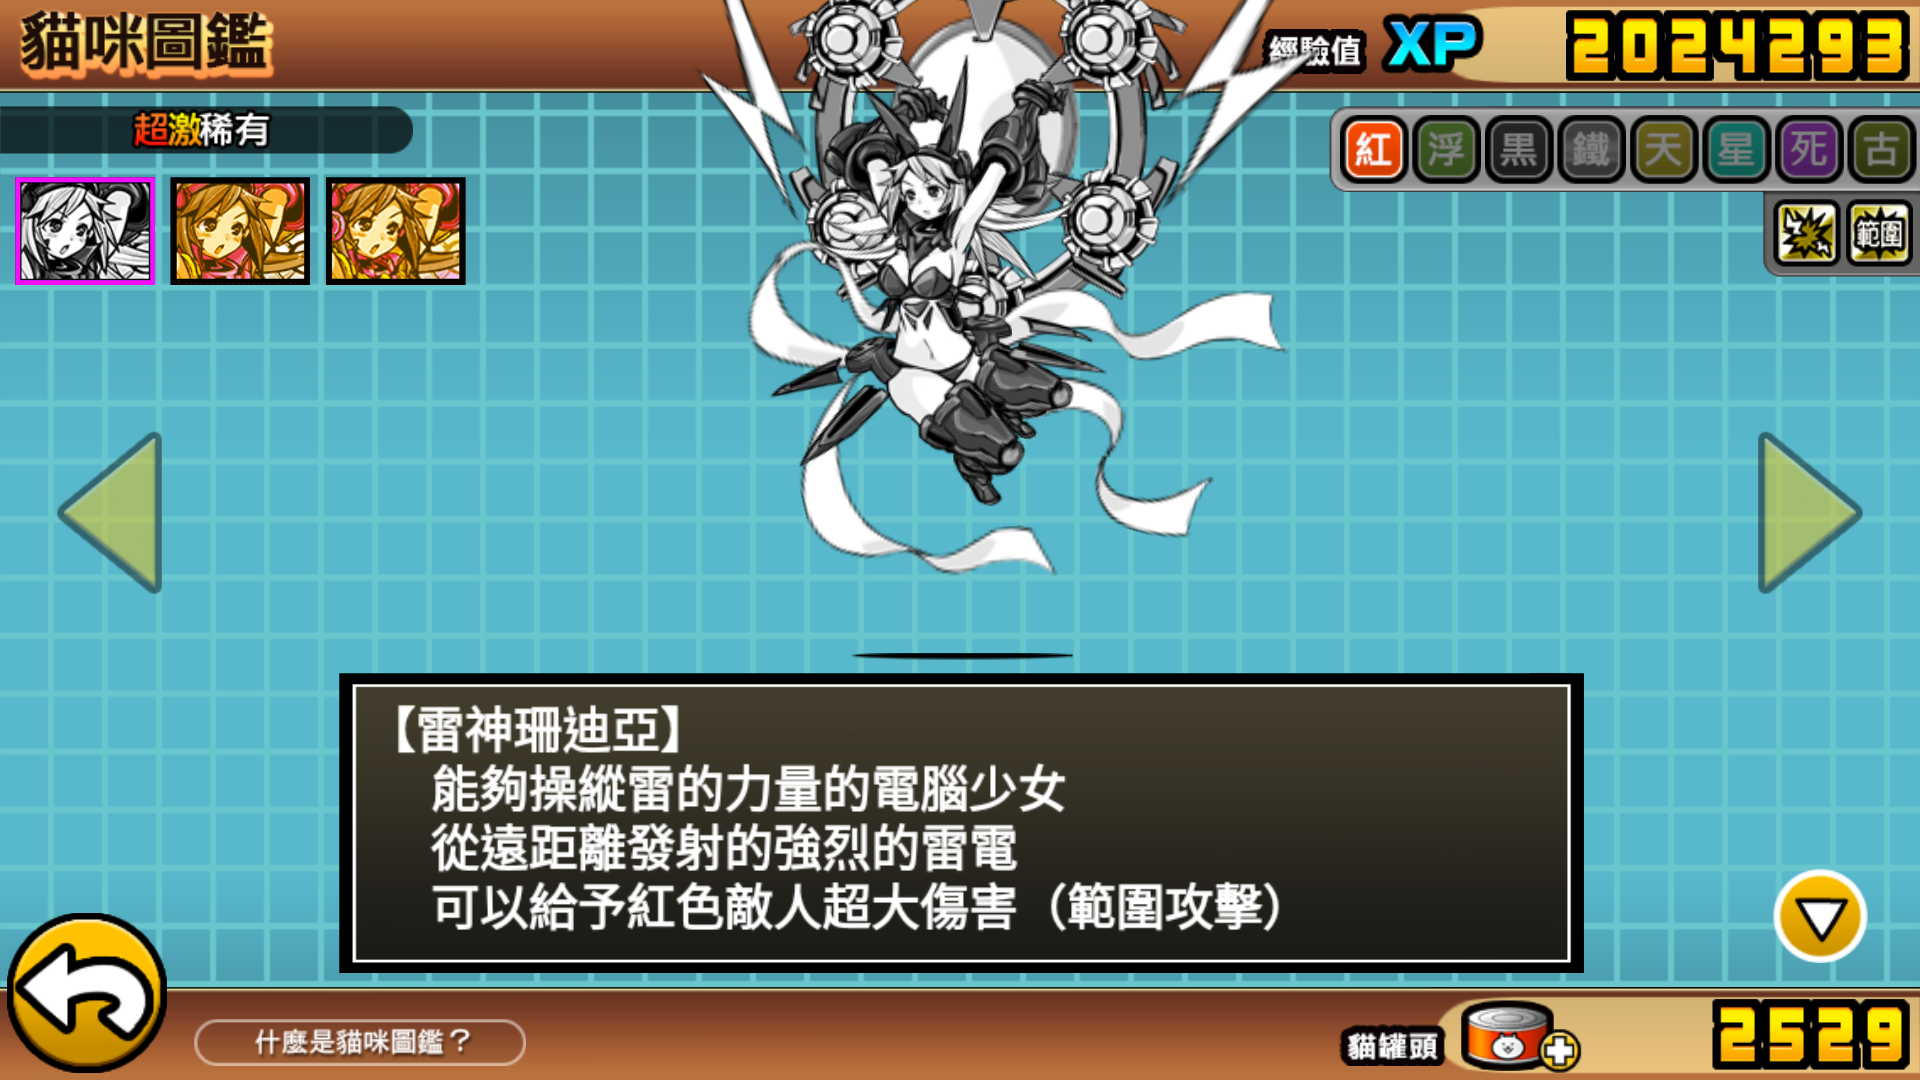 貓咪圖鑑
經驗值 XP 2024293
超激稀有
紅 浮 黒 鐵 天 星 死 古
範圍
【雷神珊迪亞】
能夠操縱雷的力量的電腦少女
從遠距離發射的強烈的雷電
可以給予紅色敵人超大傷害（範圍攻擊）
什麼是貓咪圖鑑？
貓罐頭 2529